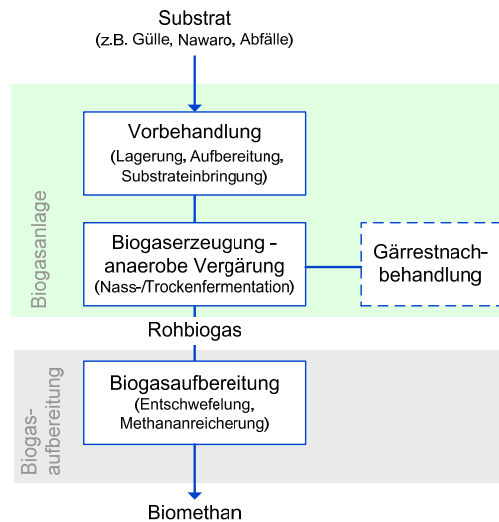 Substrat
(z.B. Gülle, Nawaro, Abfälle)
Biogasanlage
Vorbehandlung
(Lagerung, Aufbereitung,
Substrateinbringung)
Biogaserzeugung -
anaerobe Vergärung
(Nass-/Trockenfermentation)
Gärrestnach-
behandlung
Rohbiogas
Biogas-
aufbereitung
Biogasaufbereitung
(Entschwefelung,
Methananreicherung)
Biomethan